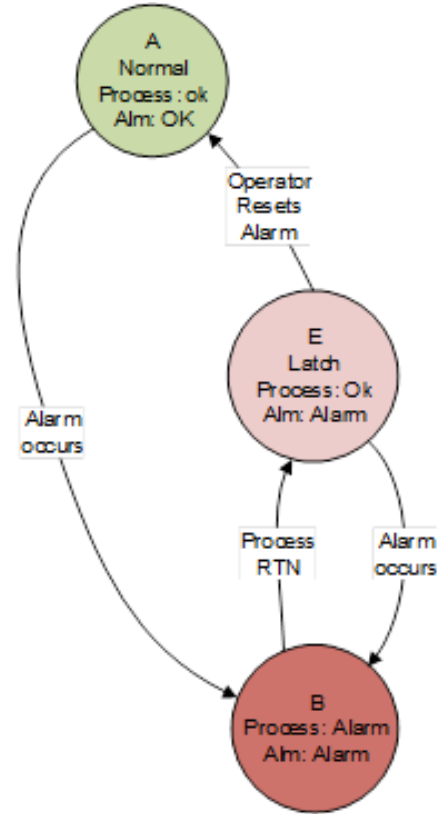 A
Normal
Process: ok
Alm: OK
Operator
Resets
Alarm
E
Latch
Process: Ok
Alm: Alarm
Alarm
occurs
Process
RTN
Alarm
occurs
B
Process: Alarm
Alm: Alarm